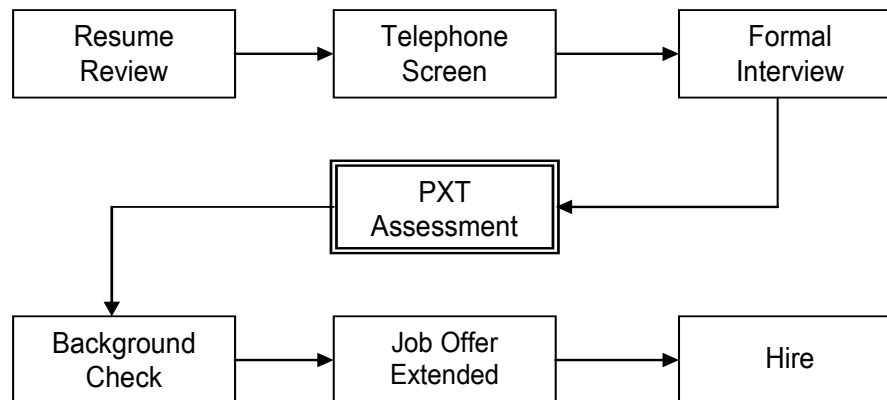 Resume
Review
Telephone
Screen
Formal
Interview
PXT
Assessment
Background
Check
Job Offer
Extended
Hire